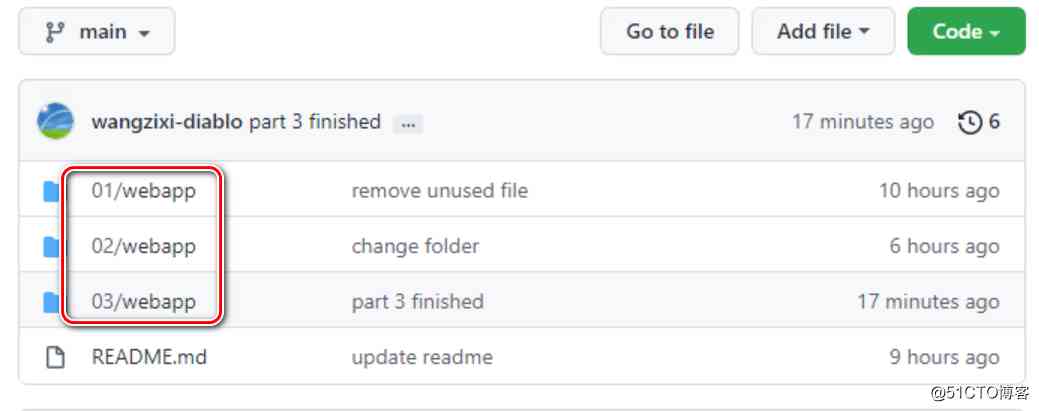 main Go to file Add file Code
wangzixi-diablo part 3 finished ... 17 minutes ago 6
01/webapp remove unused file 10 hours ago
02/webapp change folder 6 hours ago
03/webapp part 3 finished 17 minutes ago
README.md update readme 9 hours ago
@51CTO博客